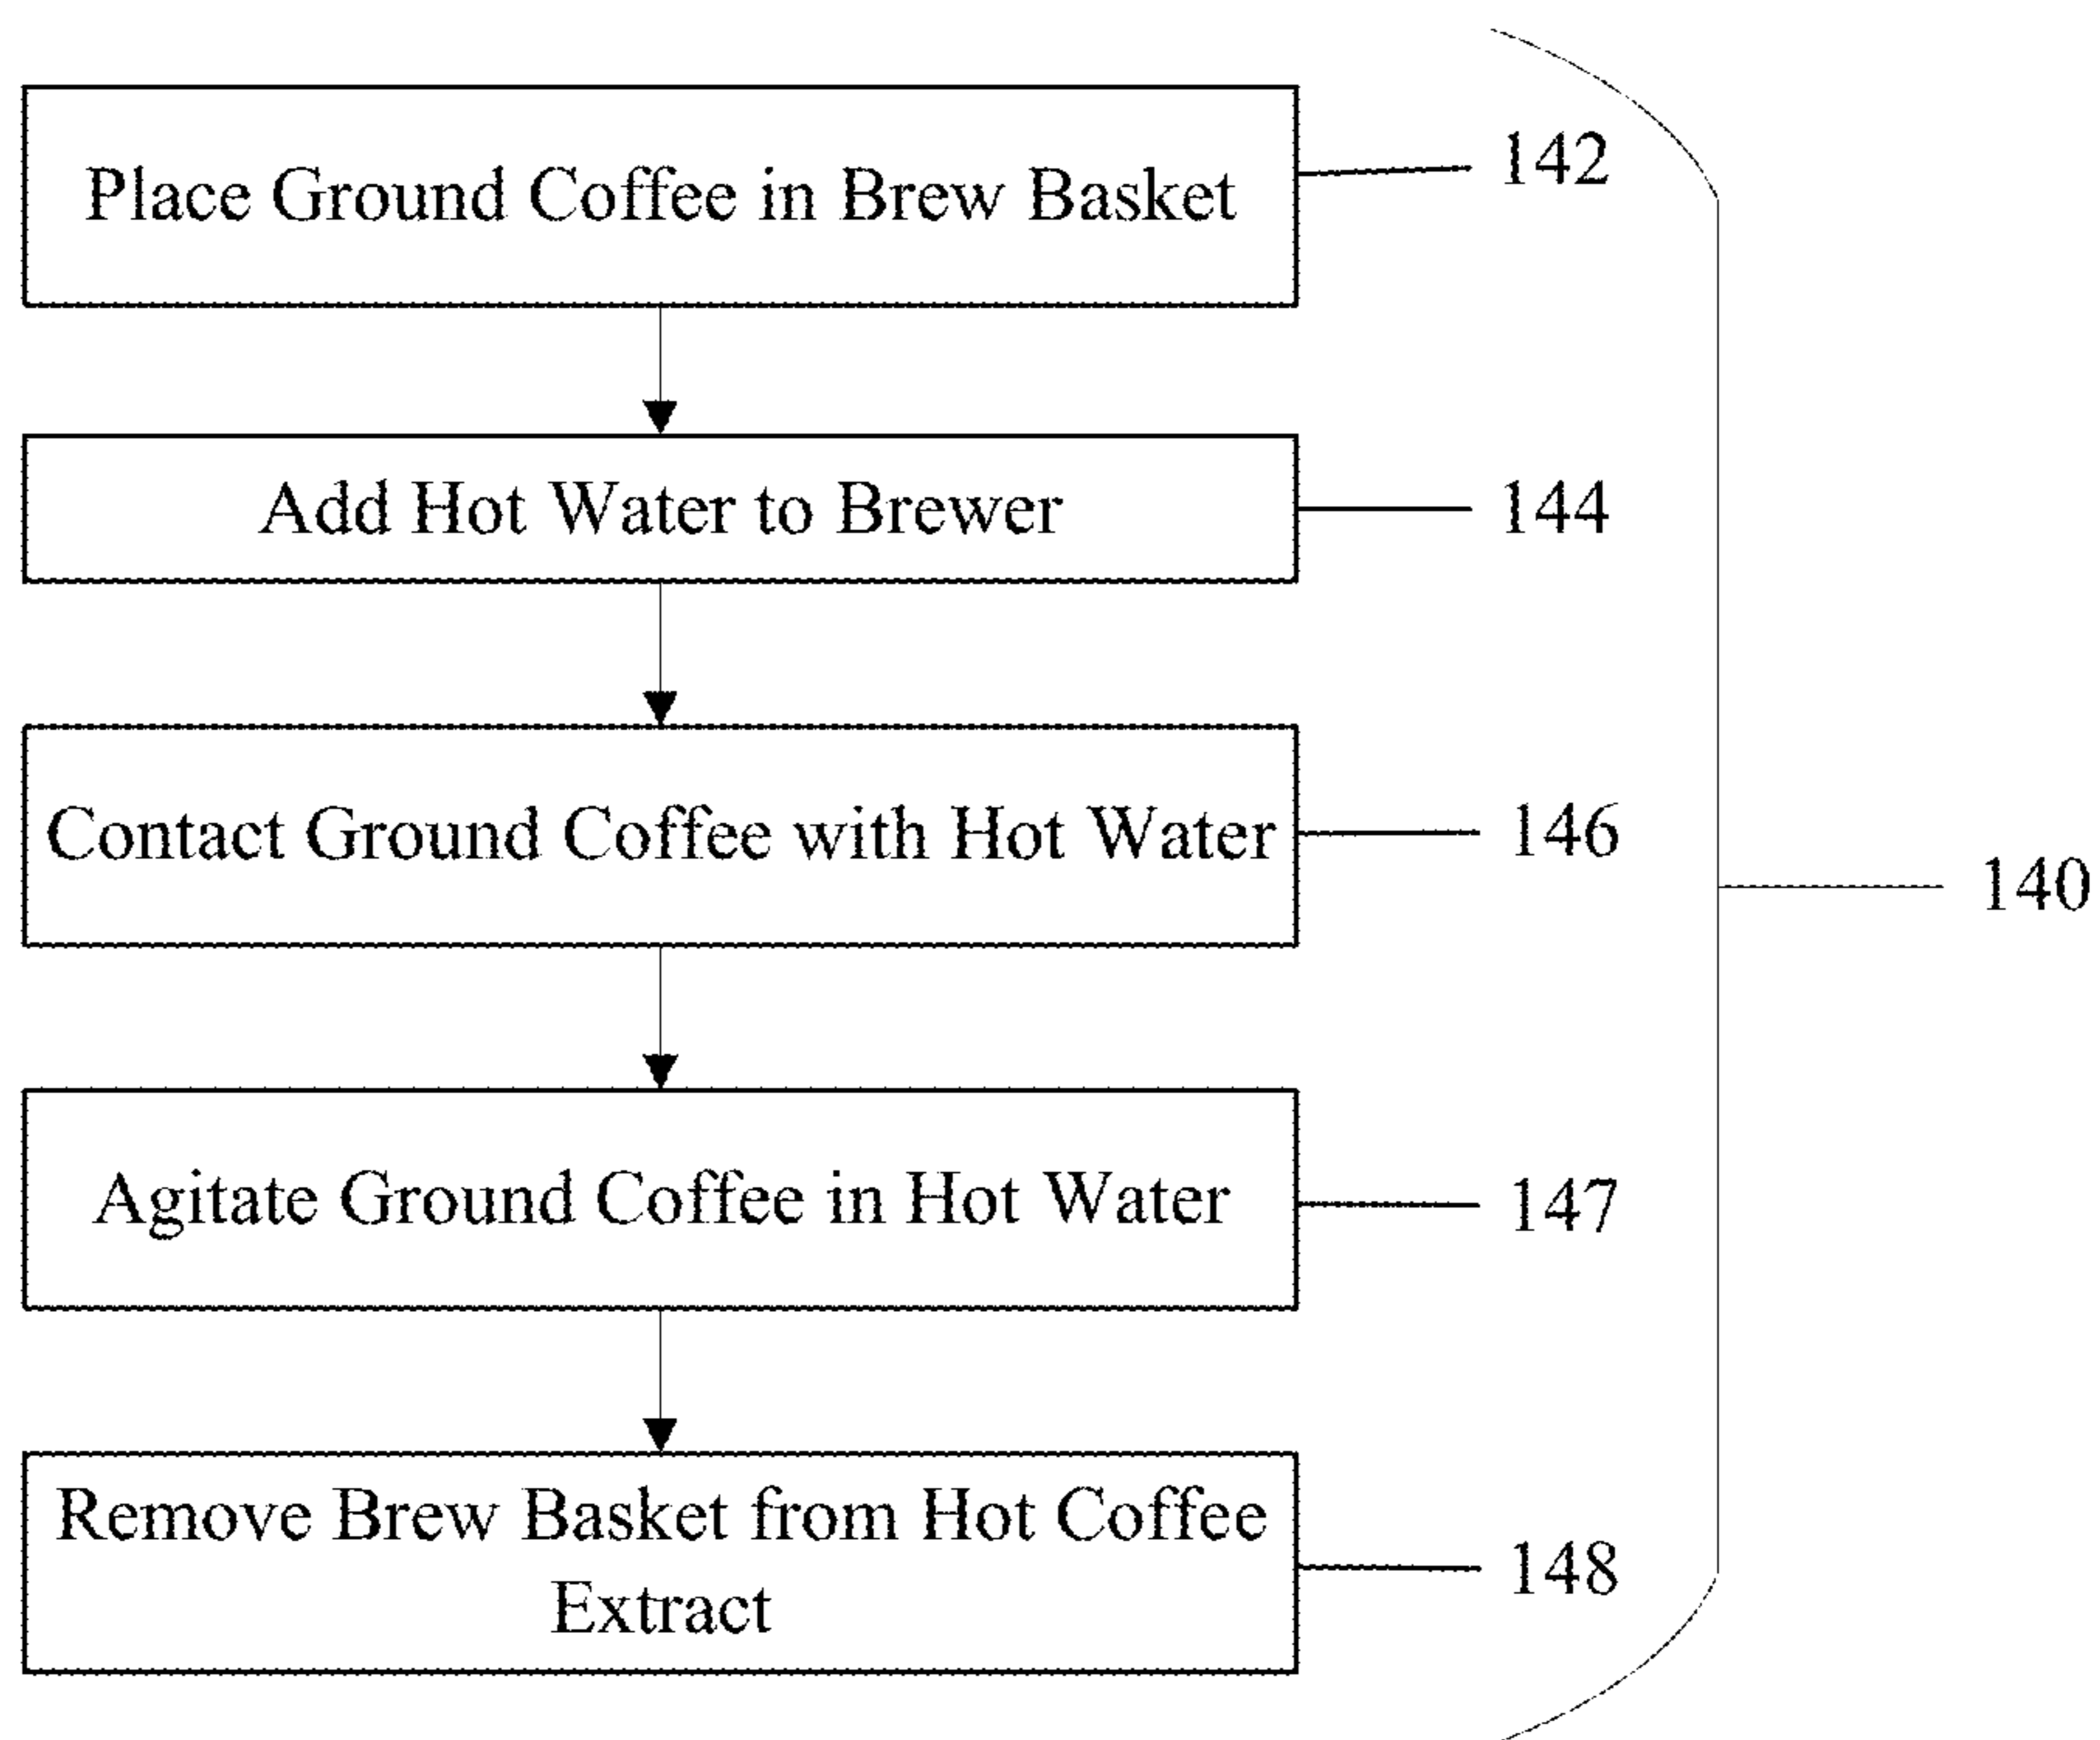 Place Ground Coffee in Brew Basket
142
Add Hot Water to Brewer
144
Contact Ground Coffee with Hot Water
146
140
Agitate Ground Coffee in Hot Water
147
Remove Brew Basket from Hot Coffee
Extract
148